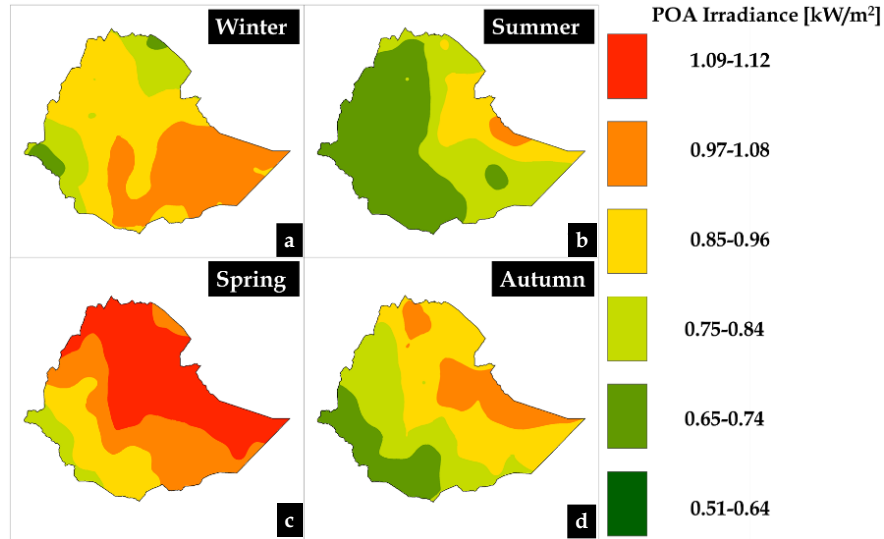 Winter
a
Summer
b
Spring
c
Autumn
d
POA Irradiance [kW/m²]
1.09-1.12
0.97-1.08
0.85-0.96
0.75-0.84
0.65-0.74
0.51-0.64